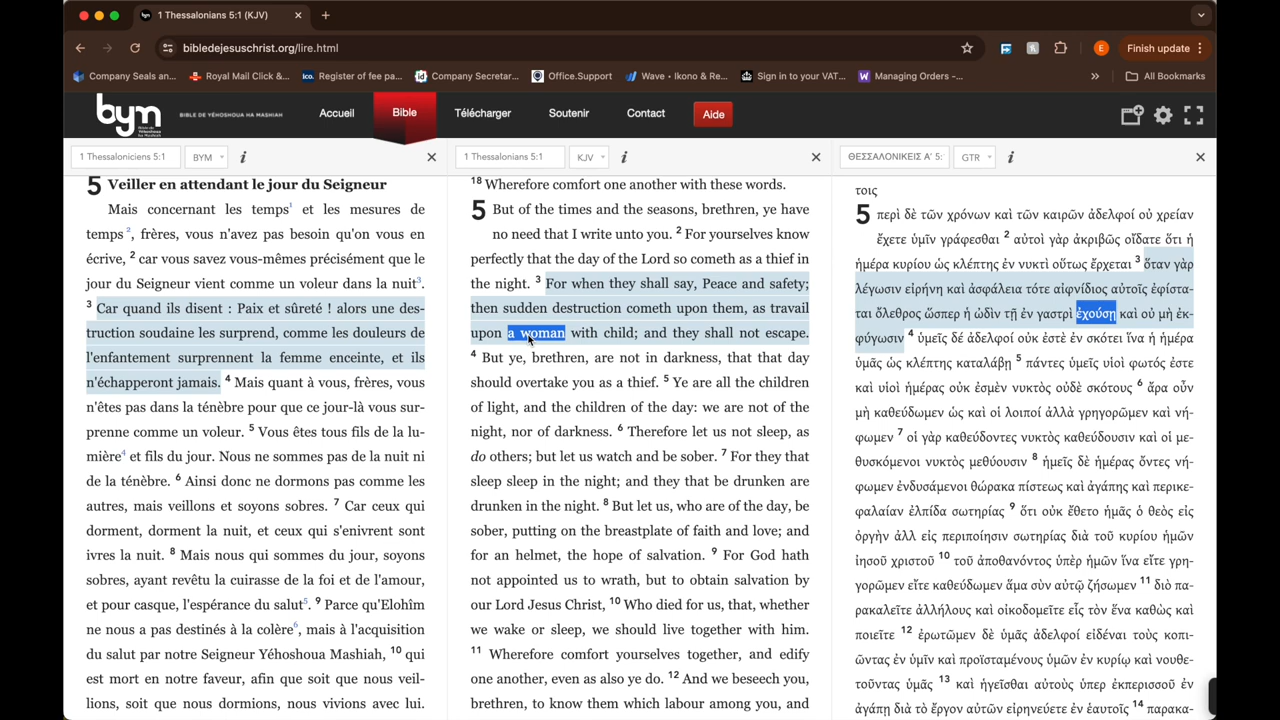 1 Thessalonians 5:1 (KJV)
bibledejesuschrist.org/lire.html
Finish update
Company Seals an...
Royal Mail Click &...
Register of fee pa...
Company Secretar...
Office.Support
Wave • Ikono & Re...
Sign in to your VAT...
Managing Orders –...
All Bookmarks
bym
BIBLE DE YÉHOSHOUA HA MASHIAH
Accueil
Bible
Télécharger
Soutenir
Contact
Aide
1 Thessaloniciens 5:1
BYM
1 Thessalonians 5:1
KJV
ΘΕΣΣΑΛΟΝΙΚΕΙΣ Α' 5:
GTR
5 Veiller en attendant le jour du Seigneur
Mais concernant les temps¹ et les mesures de
temps ², frères, vous n'avez pas besoin qu'on vous en
écrive, ² car vous savez vous-mêmes précisément que le
jour du Seigneur vient comme un voleur dans la nuit³.
³ Car quand ils disent : Paix et sûreté ! alors une des-
truction soudaine les surprend, comme les douleurs de
l'enfantement surprennent la femme enceinte, et ils
n'échapperont jamais. ⁴ Mais quant à vous, frères, vous
n'êtes pas dans la ténèbre pour que ce jour-là vous sur-
prenne comme un voleur. ⁵ Vous êtes tous fils de la lu-
mière⁴ et fils du jour. Nous ne sommes pas de la nuit ni
de la ténèbre. ⁶ Ainsi donc ne dormons pas comme les
autres, mais veillons et soyons sobres. ⁷ Car ceux qui
dorment, dorment la nuit, et ceux qui s'enivrent sont
ivres la nuit. ⁸ Mais nous qui sommes du jour, soyons
sobres, ayant revêtu la cuirasse de la foi et de l'amour,
et pour casque, l'espérance du salut⁵. ⁹ Parce qu'Elohîm
ne nous a pas destinés à la colère⁶, mais à l'acquisition
du salut par notre Seigneur Yéhoshoua Mashiah, ¹⁰ qui
est mort en notre faveur, afin que soit que nous veil-
lions, soit que nous dormions, nous vivions avec lui.
¹⁸ Wherefore comfort one another with these words.
5 But of the times and the seasons, brethren, ye have
no need that I write unto you. ² For yourselves know
perfectly that the day of the Lord so cometh as a thief in
the night. ³ For when they shall say, Peace and safety;
then sudden destruction cometh upon them, as travail
upon a woman with child; and they shall not escape.
⁴ But ye, brethren, are not in darkness, that that day
should overtake you as a thief. ⁵ Ye are all the children
of light, and the children of the day: we are not of the
night, nor of darkness. ⁶ Therefore let us not sleep, as
do others; but let us watch and be sober. ⁷ For they that
sleep sleep in the night; and they that be drunken are
drunken in the night. ⁸ But let us, who are of the day, be
sober, putting on the breastplate of faith and love; and
for an helmet, the hope of salvation. ⁹ For God hath
not appointed us to wrath, but to obtain salvation by
our Lord Jesus Christ, ¹⁰ Who died for us, that, whether
we wake or sleep, we should live together with him.
¹¹ Wherefore comfort yourselves together, and edify
one another, even as also ye do. ¹² And we beseech you,
brethren, to know them which labour among you, and
τοις
5 περὶ δὲ τῶν χρόνων καὶ τῶν καιρῶν ἀδελφοί οὐ χρείαν
ἔχετε ὑμῖν γράφεσθαι ² αὐτοὶ γὰρ ἀκριβῶς οἴδατε ὅτι ἡ
ἡμέρα κυρίου ὡς κλέπτης ἐν νυκτὶ οὕτως ἔρχεται ³ ὅταν γὰρ
λέγωσιν εἰρήνη καὶ ἀσφάλεια τότε αἰφνίδιος αὐτοῖς ἐφίστα-
ται ὄλεθρος ὥσπερ ἡ ὠδὶν τῇ ἐν γαστρὶ ἐχούσῃ καὶ οὐ μὴ ἐκ-
φύγωσιν ⁴ ὑμεῖς δέ ἀδελφοί οὐκ ἐστὲ ἐν σκότει ἵνα ἡ ἡμέρα
ὑμᾶς ὡς κλέπτης καταλάβῃ ⁵ πάντες ὑμεῖς υἱοὶ φωτός ἐστε
καὶ υἱοὶ ἡμέρας οὐκ ἐσμὲν νυκτὸς οὐδὲ σκότους ⁶ ἄρα οὖν
μὴ καθεύδωμεν ὡς καὶ οἱ λοιποί ἀλλὰ γρηγορῶμεν καὶ νή-
φωμεν ⁷ οἱ γὰρ καθεύδοντες νυκτὸς καθεύδουσιν καὶ οἱ με-
θυσκόμενοι νυκτὸς μεθύουσιν ⁸ ἡμεῖς δὲ ἡμέρας ὄντες νή-
φωμεν ἐνδυσάμενοι θώρακα πίστεως καὶ ἀγάπης καὶ περικε-
φαλαίαν ἐλπίδα σωτηρίας ⁹ ὅτι οὐκ ἔθετο ἡμᾶς ὁ θεὸς εἰς
ὀργὴν ἀλλ εἰς περιποίησιν σωτηρίας διὰ τοῦ κυρίου ἡμῶν
ἰησοῦ χριστοῦ ¹⁰ τοῦ ἀποθανόντος ὑπὲρ ἡμῶν ἵνα εἴτε γρη-
γορῶμεν εἴτε καθεύδωμεν ἅμα σὺν αὐτῷ ζήσωμεν ¹¹ διὸ πα-
ρακαλεῖτε ἀλλήλους καὶ οἰκοδομεῖτε εἷς τὸν ἕνα καθὼς καὶ
ποιεῖτε ¹² ἐρωτῶμεν δὲ ὑμᾶς ἀδελφοί εἰδέναι τοὺς κοπι-
ῶντας ἐν ὑμῖν καὶ προϊσταμένους ὑμῶν ἐν κυρίῳ καὶ νουθε-
τοῦντας ὑμᾶς ¹³ καὶ ἡγεῖσθαι αὐτοὺς ὑπὲρ ἐκπερισσοῦ ἐν
ἀγάπῃ διὰ τὸ ἔργον αὐτῶν εἰρηνεύετε ἐν ἑαυτοῖς ¹⁴ παρακα-